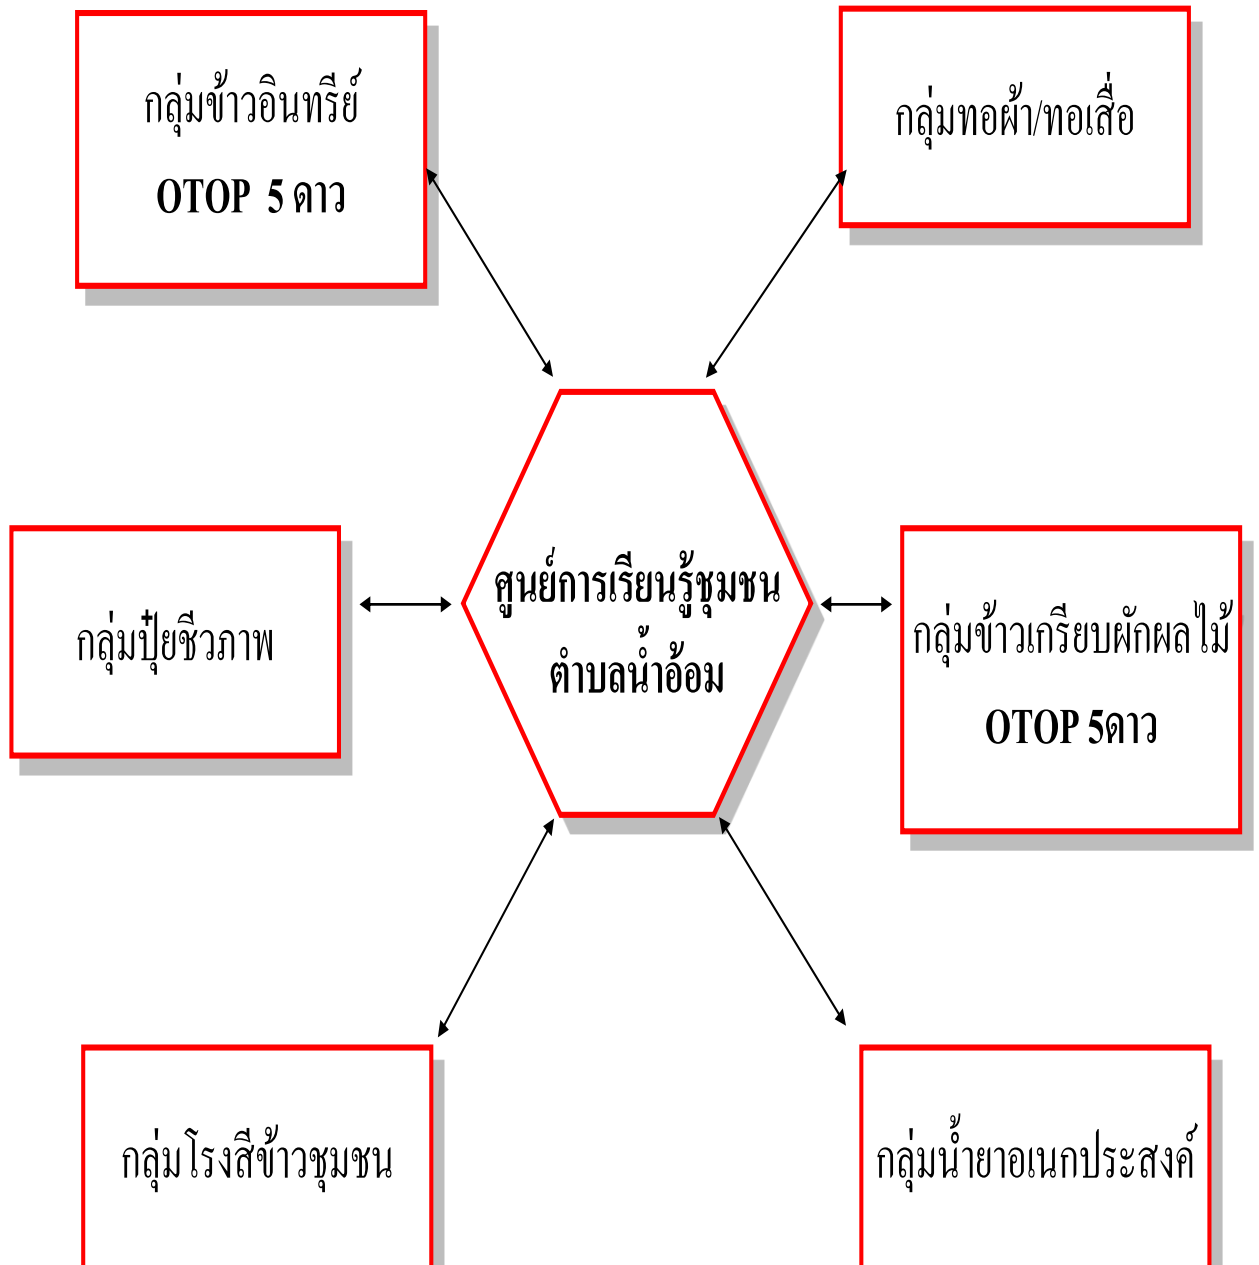 กลุ่มข้าวอินทรีย์
OTOP 5 ดาว
กลุ่มทอผ้า/ทอเสื่อ
ศูนย์การเรียนรู้ชุมชน
ตำบลน้ำอ้อม
กลุ่มปุ๋ยชีวภาพ
กลุ่มข้าวเกรียบผักผลไม้
OTOP 5ดาว
กลุ่มโรงสีข้าวชุมชน
กลุ่มน้ำยาอเนกประสงค์